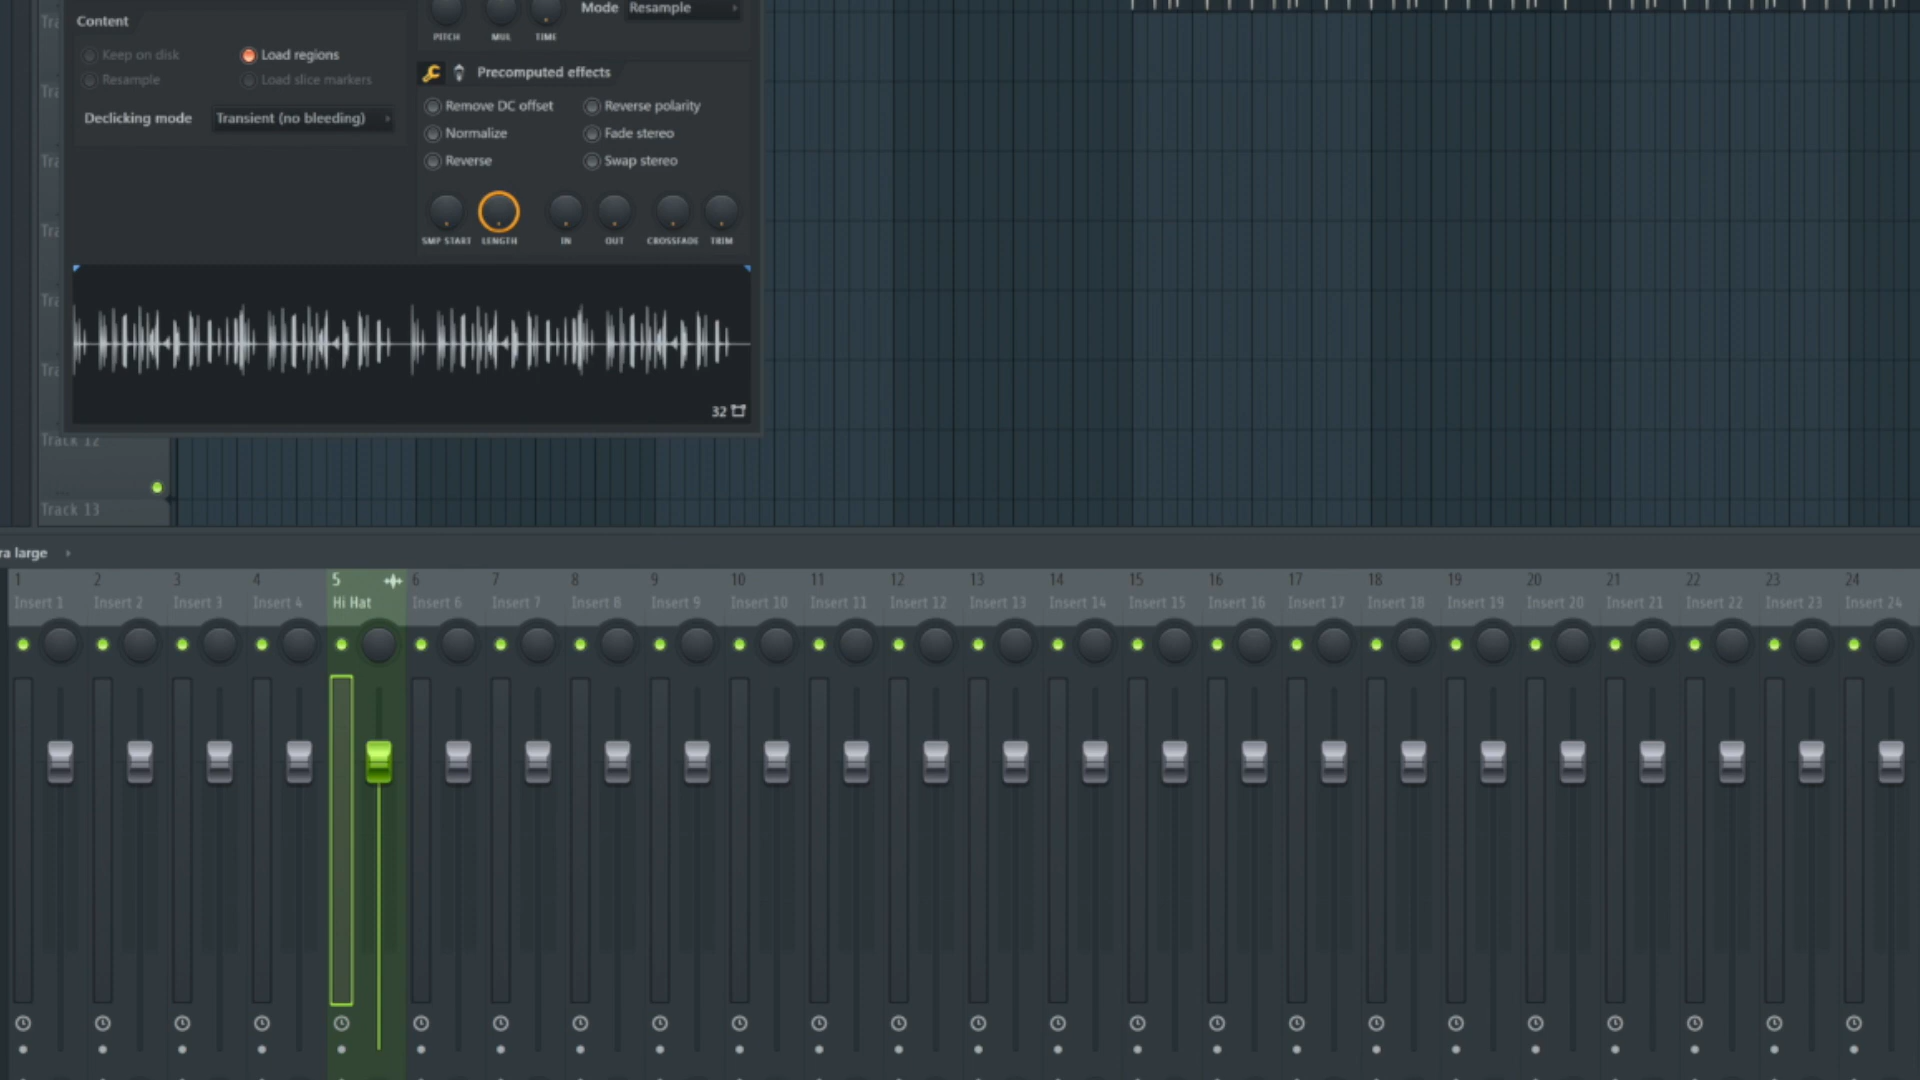 Content
Keep on disk
Load regions
Resample
Load slice markers
Declicking mode
Transient (no bleeding)
PITCH
MUL
TIME
Mode
Resample
Precomputed effects
Remove DC offset
Reverse polarity
Normalize
Fade stereo
Reverse
Swap stereo
SMP START
LENGTH
IN
OUT
CROSSFADE
TRIM
32
Track 12
Track 13
ra large
1
2
3
4
5
6
7
8
9
10
11
12
13
14
15
16
17
18
19
20
21
22
23
24
Insert 1
Insert 2
Insert 3
Insert 4
Hi Hat
Insert 6
Insert 7
Insert 8
Insert 9
Insert 10
Insert 11
Insert 12
Insert 13
Insert 14
Insert 15
Insert 16
Insert 17
Insert 18
Insert 19
Insert 20
Insert 21
Insert 22
Insert 23
Insert 24